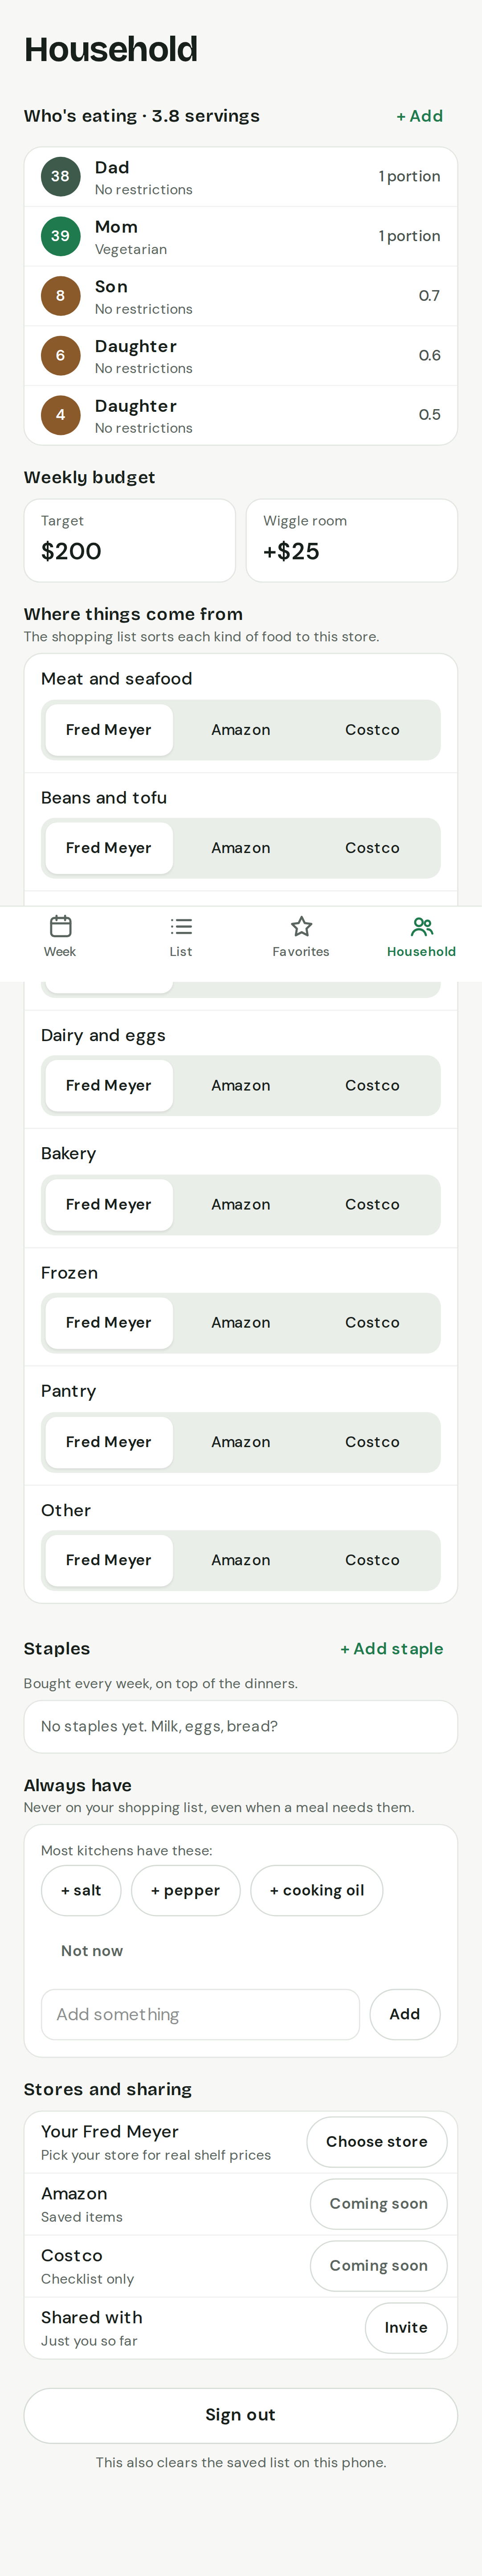 Household
Who's eating · 3.8 servings
+ Add
38
Dad
No restrictions
1 portion
39
Mom
Vegetarian
1 portion
8
Son
No restrictions
0.7
6
Daughter
No restrictions
0.6
4
Daughter
No restrictions
0.5
Weekly budget
Target
$200
Wiggle room
+$25
Where things come from
The shopping list sorts each kind of food to this store.
Meat and seafood
Fred Meyer
Amazon
Costco
Beans and tofu
Fred Meyer
Amazon
Costco
Week
List
Favorites
Household
Dairy and eggs
Fred Meyer
Amazon
Costco
Bakery
Fred Meyer
Amazon
Costco
Frozen
Fred Meyer
Amazon
Costco
Pantry
Fred Meyer
Amazon
Costco
Other
Fred Meyer
Amazon
Costco
Staples
+ Add staple
Bought every week, on top of the dinners.
No staples yet. Milk, eggs, bread?
Always have
Never on your shopping list, even when a meal needs them.
Most kitchens have these:
+ salt
+ pepper
+ cooking oil
Not now
Add something
Add
Stores and sharing
Your Fred Meyer
Pick your store for real shelf prices
Choose store
Amazon
Saved items
Coming soon
Costco
Checklist only
Coming soon
Shared with
Just you so far
Invite
Sign out
This also clears the saved list on this phone.